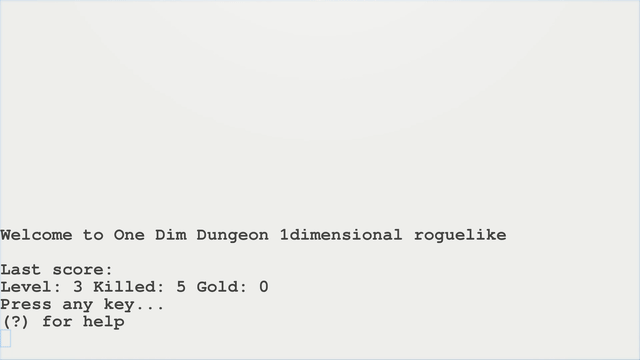 Welcome to One Dim Dungeon 1dimensional roguelike
Last score:
Level: 3 Killed: 5 Gold: 0
Press any key...
(?) for help